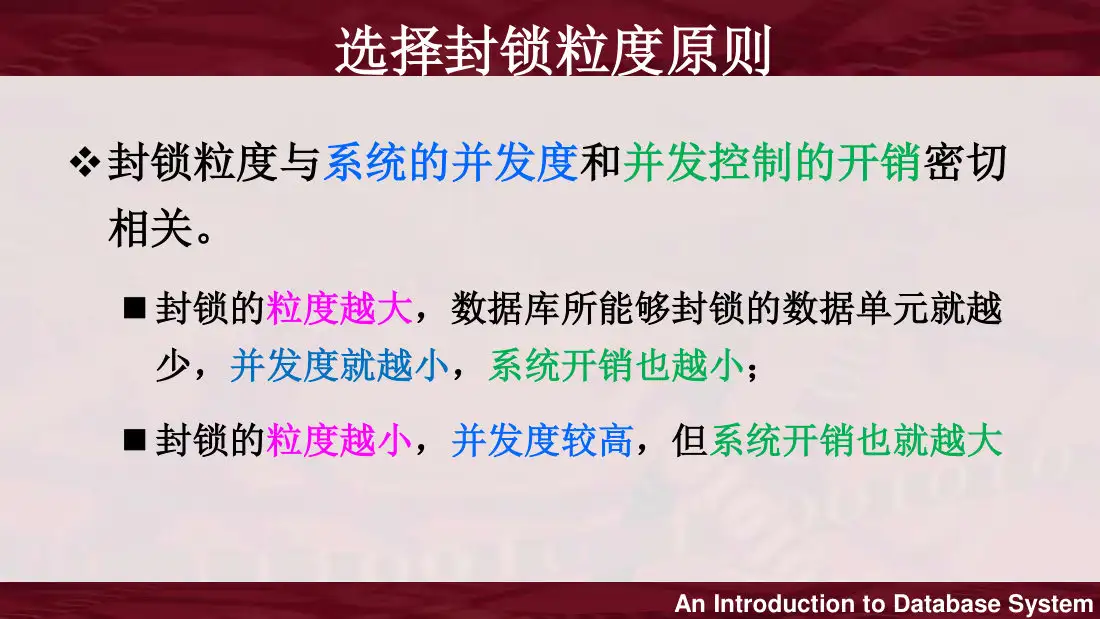 选择封锁粒度原则
❖封锁粒度与系统的并发度和并发控制的开销密切
相关。
■ 封锁的粒度越大，数据库所能够封锁的数据单元就越
少，并发度就越小，系统开销也越小；
■ 封锁的粒度越小，并发度较高，但系统开销也就越大
An Introduction to Database System